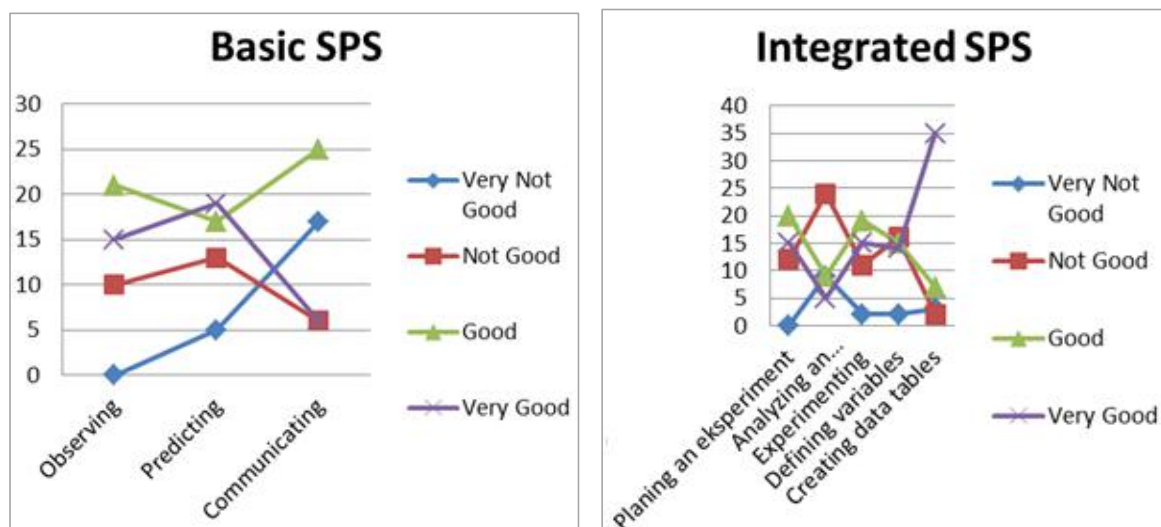 Basic SPS
30
25
20
15
10
5
0
Observing
Predicting
Communicating
Very Not
Good
Not Good
Good
Very Good
Integrated SPS
40
35
30
25
20
15
10
5
0
Planing an eksperiment
Analyzing an...
Experimenting
Defining variables
Creating data tables
Very Not
Good
Not Good
Good
Very Good